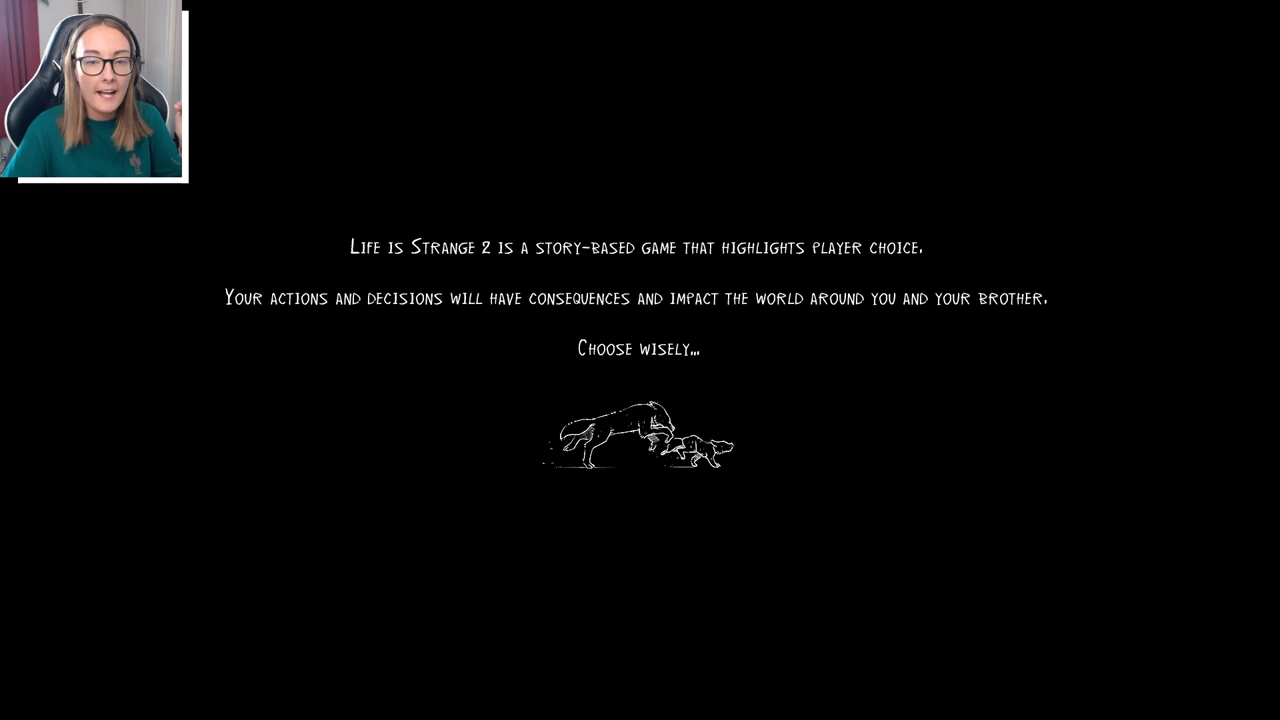 Life is Strange 2 is a story-based game that highlights player choice.
Your actions and decisions will have consequences and impact the world around you and your brother.
Choose wisely...